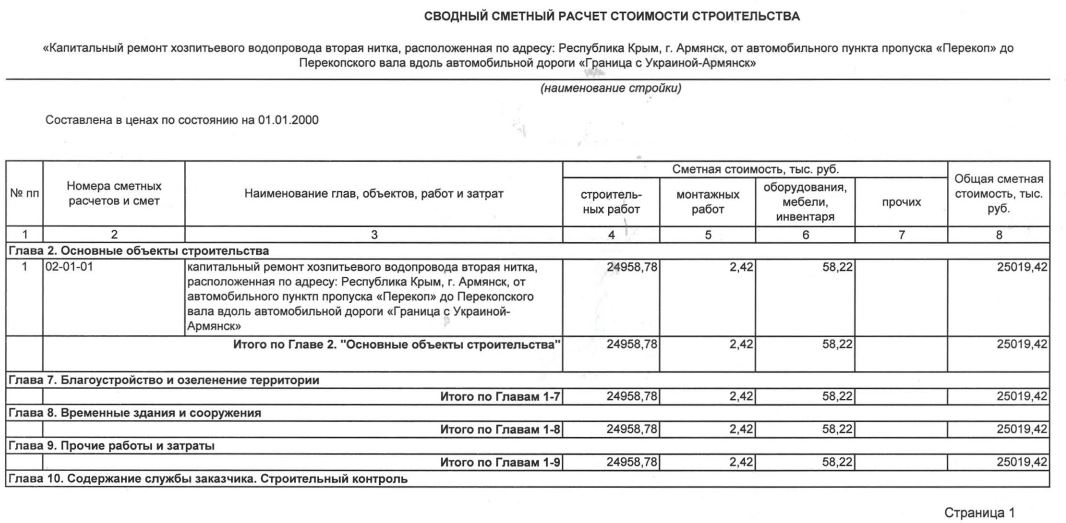 СВОДНЫЙ СМЕТНЫЙ РАСЧЕТ СТОИМОСТИ СТРОИТЕЛЬСТВА
«Капитальный ремонт хозпитьевого водопровода вторая нитка, расположенная по адресу: Республика Крым, г. Армянск, от автомобильного пункта пропуска «Перекоп» до
Перекопского вала вдоль автомобильной дороги «Граница с Украиной-Армянск»
(наименование стройки)
Составлена в ценах по состоянию на 01.01.2000
№ пп
Номера сметных
расчетов и смет
Наименование глав, объектов, работ и затрат
Сметная стоимость, тыс. руб.
строитель-
ных работ
монтажных
работ
оборудования,
мебели,
инвентаря
прочих
Общая сметная
стоимость, тыс.
руб.
1 2 3 4 5 6 7 8
Глава 2. Основные объекты строительства
1 02-01-01 капитальный ремонт хозпитьевого водопровода вторая нитка, 24958,78 2,42 58,22 25019,42
расположенная по адресу: Республика Крым, г. Армянск, от
автомобильного пунктп пропуска «Перекоп» до Перекопского
вала вдоль автомобильной дороги «Граница с Украиной-
Армянск»
Итого по Главе 2. "Основные объекты строительства" 24958,78 2,42 58,22 25019,42
Глава 7. Благоустройство и озеленение территории
Итого по Главам 1-7 24958,78 2,42 58,22 25019,42
Глава 8. Временные здания и сооружения
Итого по Главам 1-8 24958,78 2,42 58,22 25019,42
Глава 9. Прочие работы и затраты
Итого по Главам 1-9 24958,78 2,42 58,22 25019,42
Глава 10. Содержание службы заказчика. Строительный контроль
Страница 1